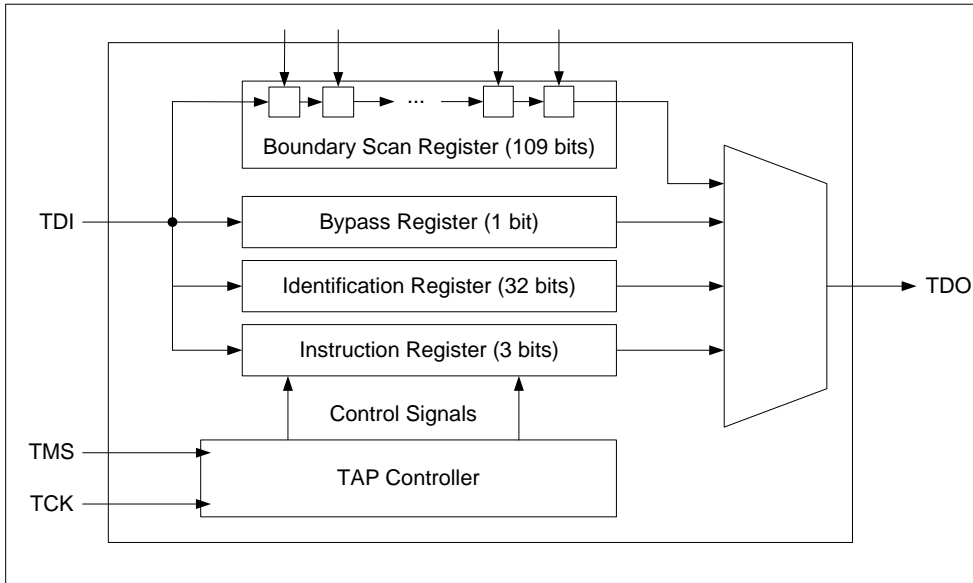 ...
Boundary Scan Register (109 bits)
TDI
Bypass Register (1 bit)
Identification Register (32 bits)
TDO
Instruction Register (3 bits)
Control Signals
TMS
TAP Controller
TCK